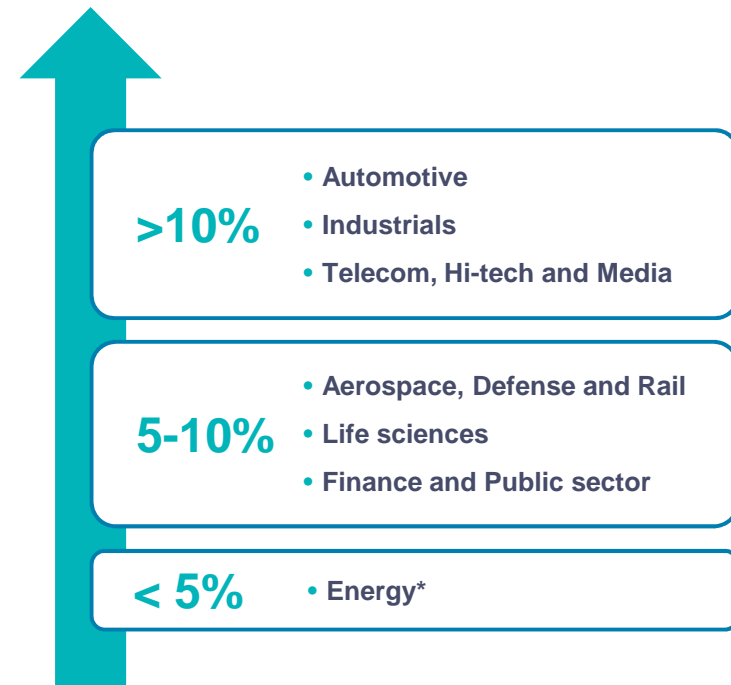 >10%
• Automotive
• Industrials
• Telecom, Hi-tech and Media
5-10%
• Aerospace, Defense and Rail
• Life sciences
• Finance and Public sector
< 5%
• Energy*